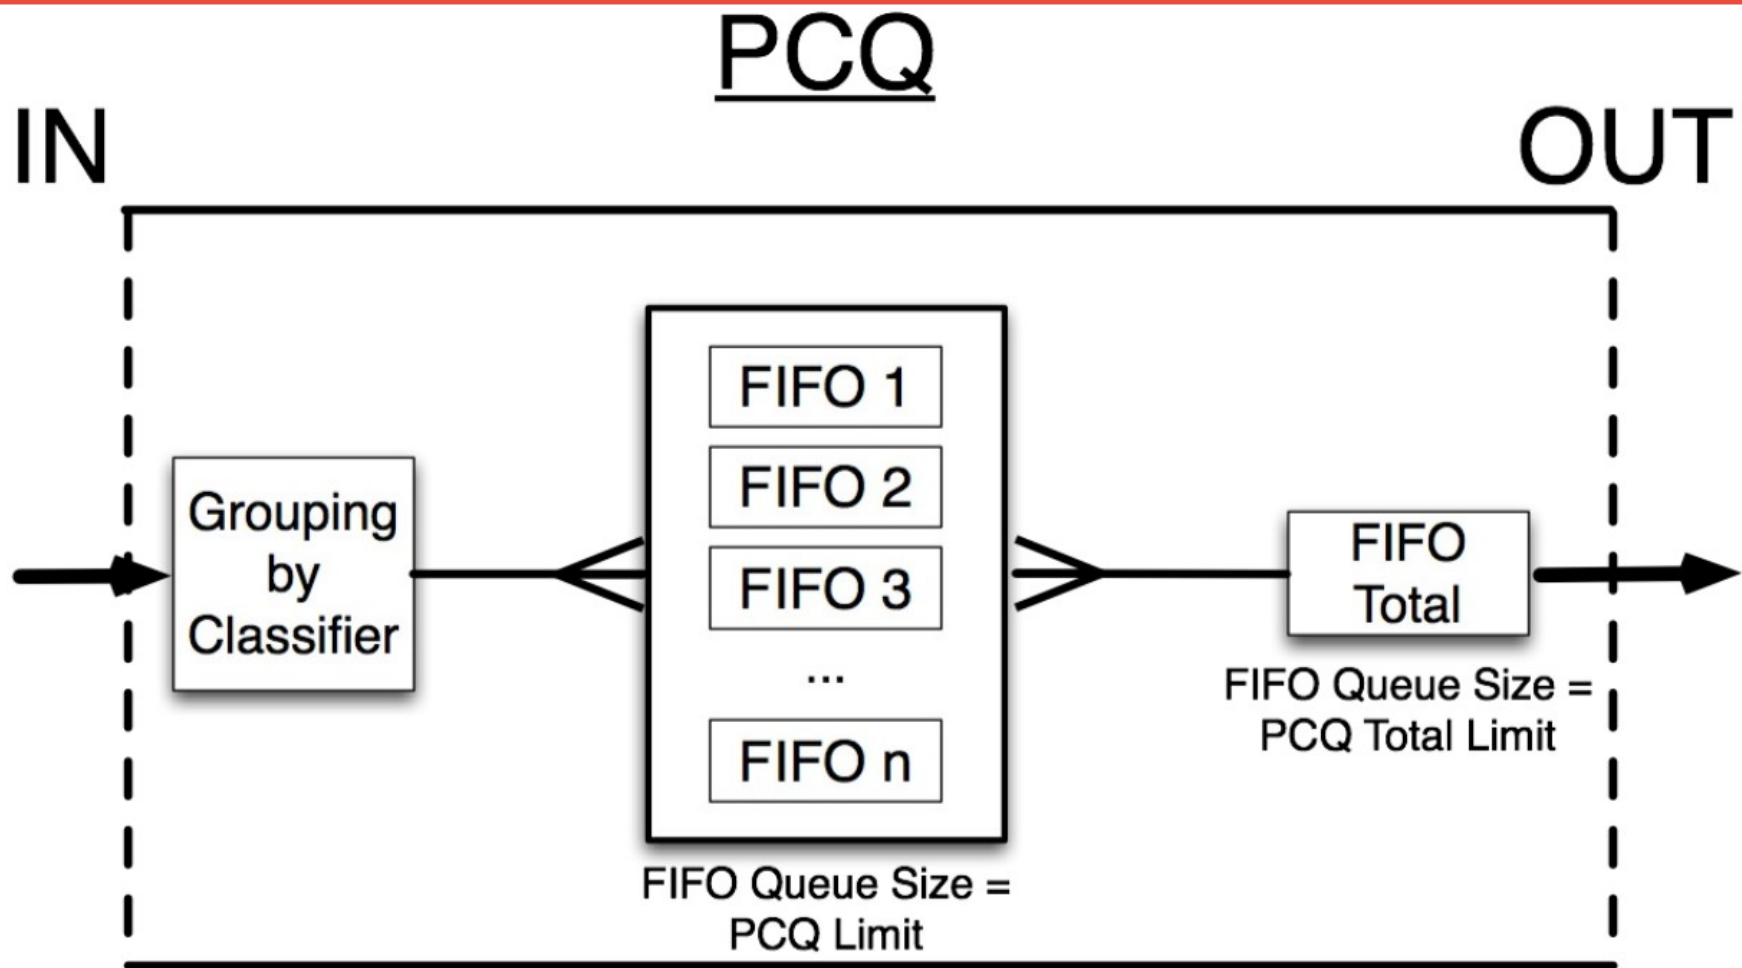 PCQ
IN
OUT
Grouping
by
Classifier
FIFO 1
FIFO 2
FIFO 3
...
FIFO n
FIFO Queue Size =
PCQ Limit
FIFO
Total
FIFO Queue Size =
PCQ Total Limit